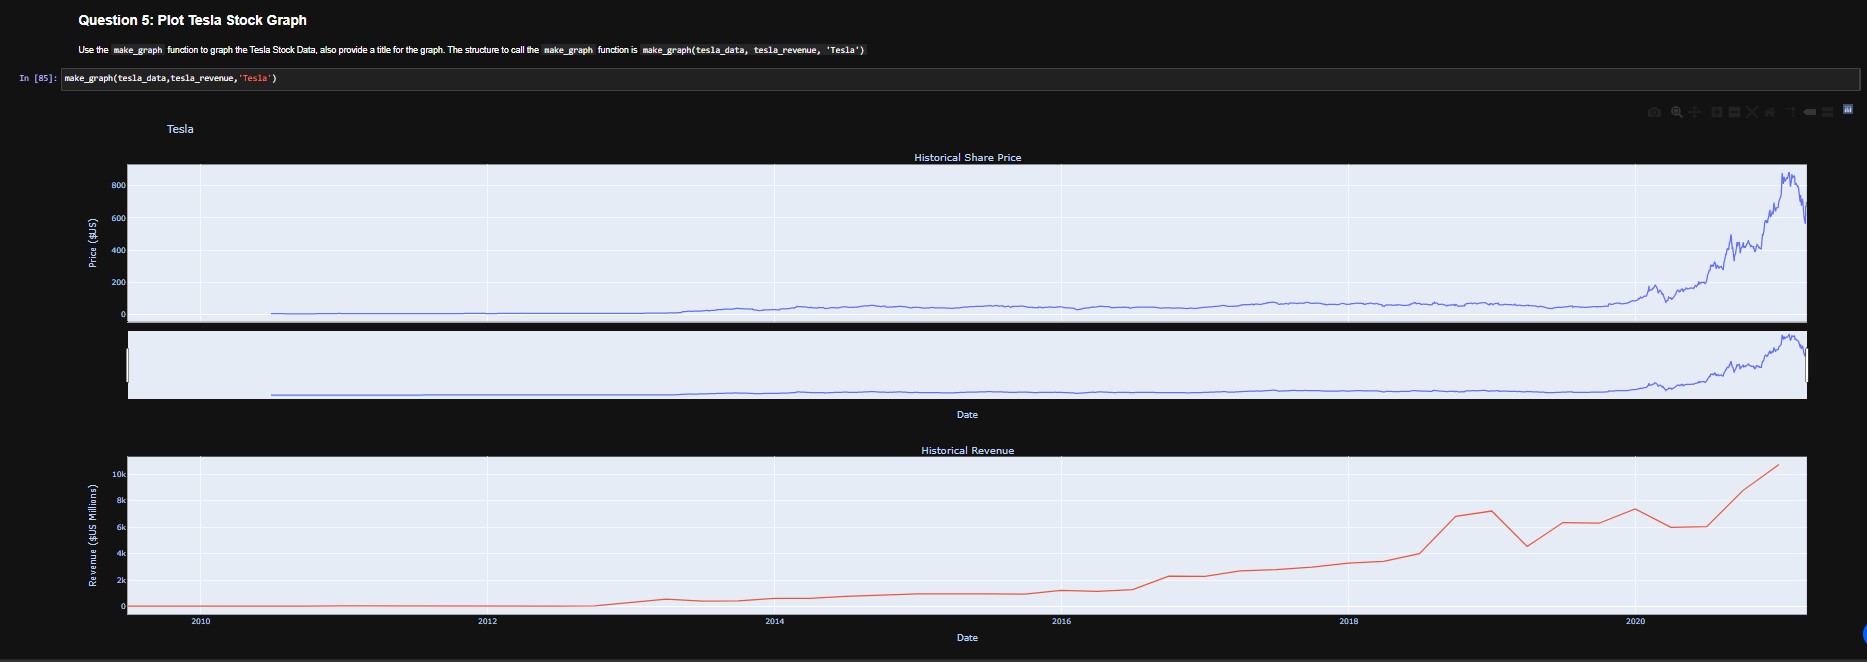 Question 5: Plot Tesla Stock Graph
Use the make_graph function to graph the Tesla Stock Data, also provide a title for the graph. The structure to call the make_graph function is make_graph(tesla_data, tesla_revenue, 'Tesla')
In [85]: make_graph(tesla_data,tesla_revenue,'Tesla')
Tesla
Historical Share Price
Price ($US)
800
600
400
200
0
Date
Historical Revenue
Revenue ($US Millions)
10k
8k
6k
4k
2k
0
2010 2012 2014 2016 2018 2020
Date